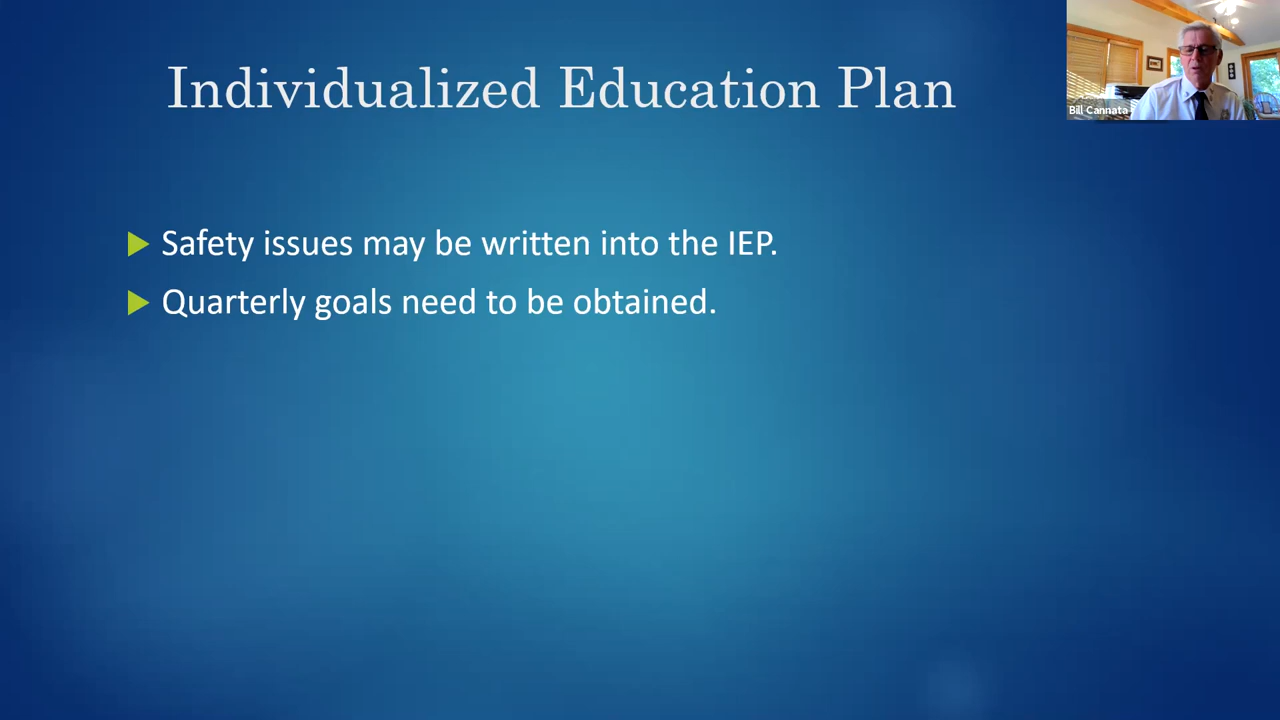 Individualized Education Plan
Bill Cannata
Safety issues may be written into the IEP.
Quarterly goals need to be obtained.